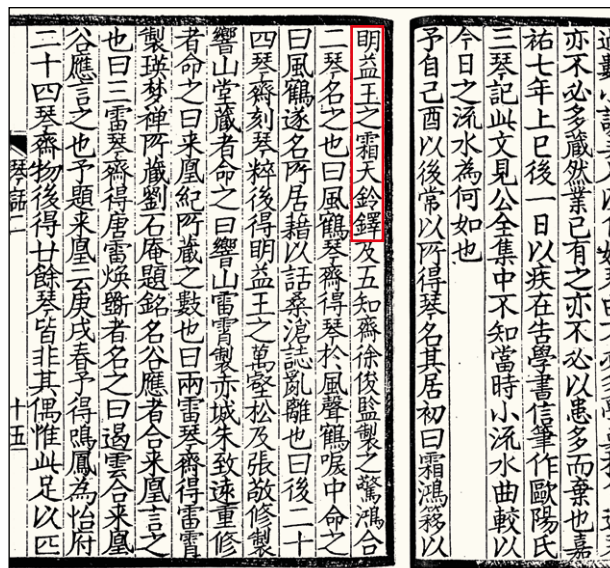 亦不必多蔵然業已有之亦不必以患多而棄也嘉
祐七年上巳後一日以疾在告學書信筆作歐陽氏
三琴記此文見公全集中不知當時小流水曲較以
今日之流水為何如也
予自己酉以後常以所得琴名其居初曰霜鴻簃以
明益王之霜天鈴鐸及五知齋徐俊監製之驚鴻合
二琴名之也曰風鶴琴齋得琴於風聲鶴唳中命之
曰風鶴遂名所居藉以話桑滄誌亂離也曰後二十
四琴齋刻琴粹後得明益王之萬壑松及張敬修製
響山堂蔵者命之曰響山雷霄製赤城朱致遠重修
者命之曰来凰紀所蔵之數也曰兩雷琴齋得雷霄
製瑛夢禪所蔵劉石庵題銘名谷應者合来凰言之
也曰三雷琴齋得唐雷煥斵者名之曰遏雲合来凰
谷應言之也予題来凰云庚戌春予得鳴鳳為怡府
二十四琴齋物後得廿餘琴皆非其偶惟此足以匹
琴話二 十五